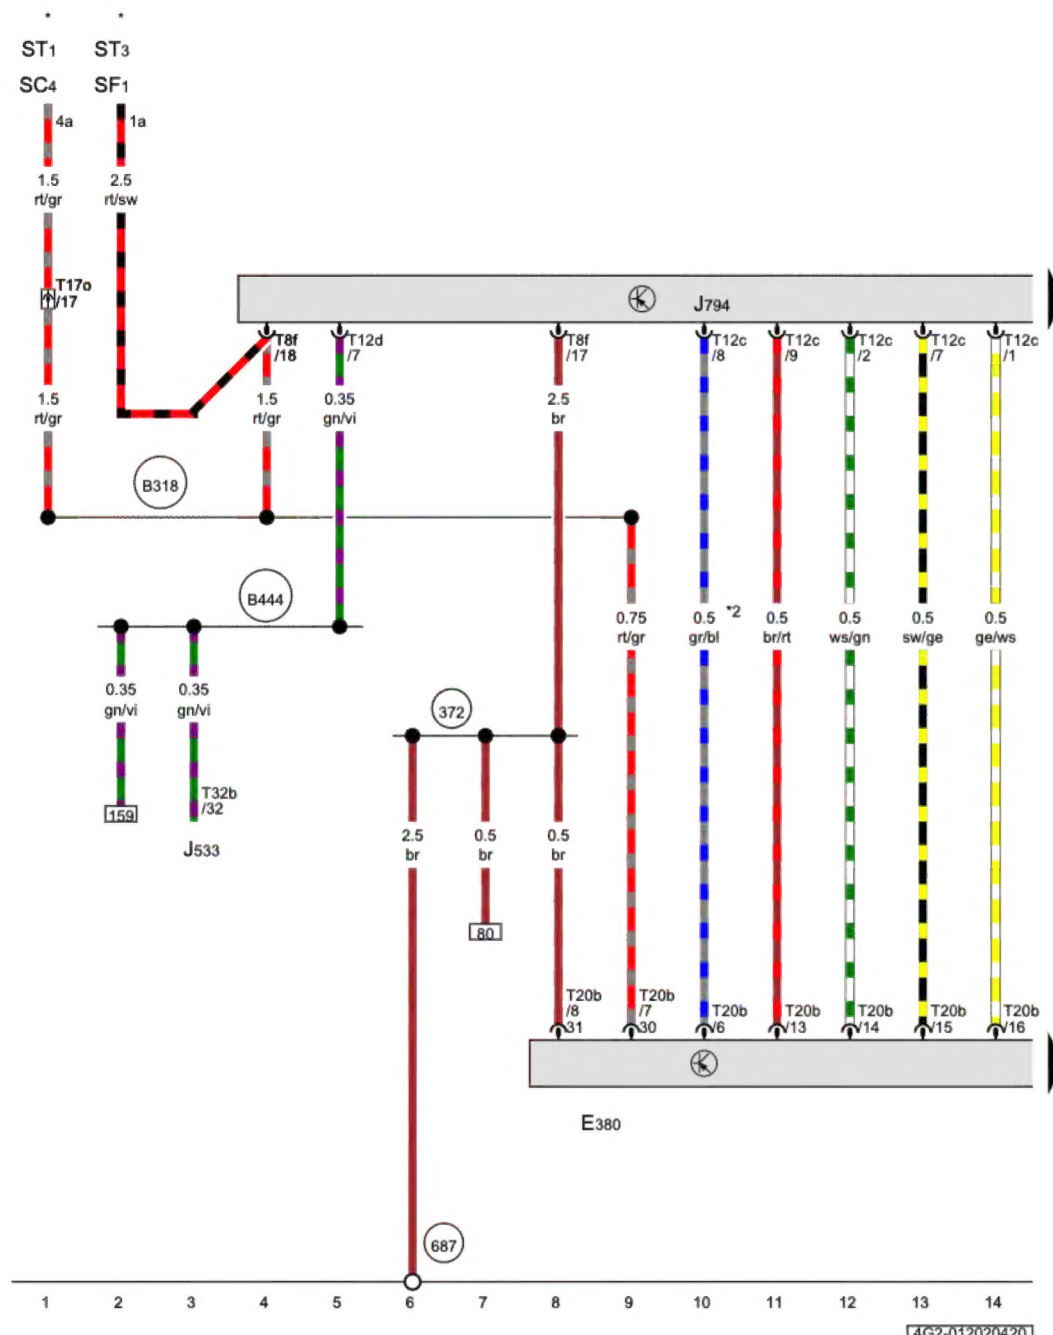 * *
ST1 ST3
SC4 SF1
4a 1a
1.5 2.5
rt/gr rt/sw
T17o
/17
J794
T8f
/18
T12d
/7
T8f
/17
T12c
/8
T12c
/9
T12c
/2
T12c
/7
T12c
/1
1.5 1.5 0.35 2.5
rt/gr rt/gr gn/vi br
B318
B444
0.75 0.5 *2 0.5 0.5 0.5 0.5
rt/gr gr/bl br/rt ws/gn sw/ge ge/ws
0.35 0.35
gn/vi gn/vi
372
159
T32b
/32
J533
2.5 0.5 0.5
br br br
80
T20b
/8
31
T20b
/7
30
T20b
/6
T20b
/13
T20b
/14
T20b
/15
T20b
/16
E380
687
1 2 3 4 5 6 7 8 9 10 11 12 13 14
4G2-012020420